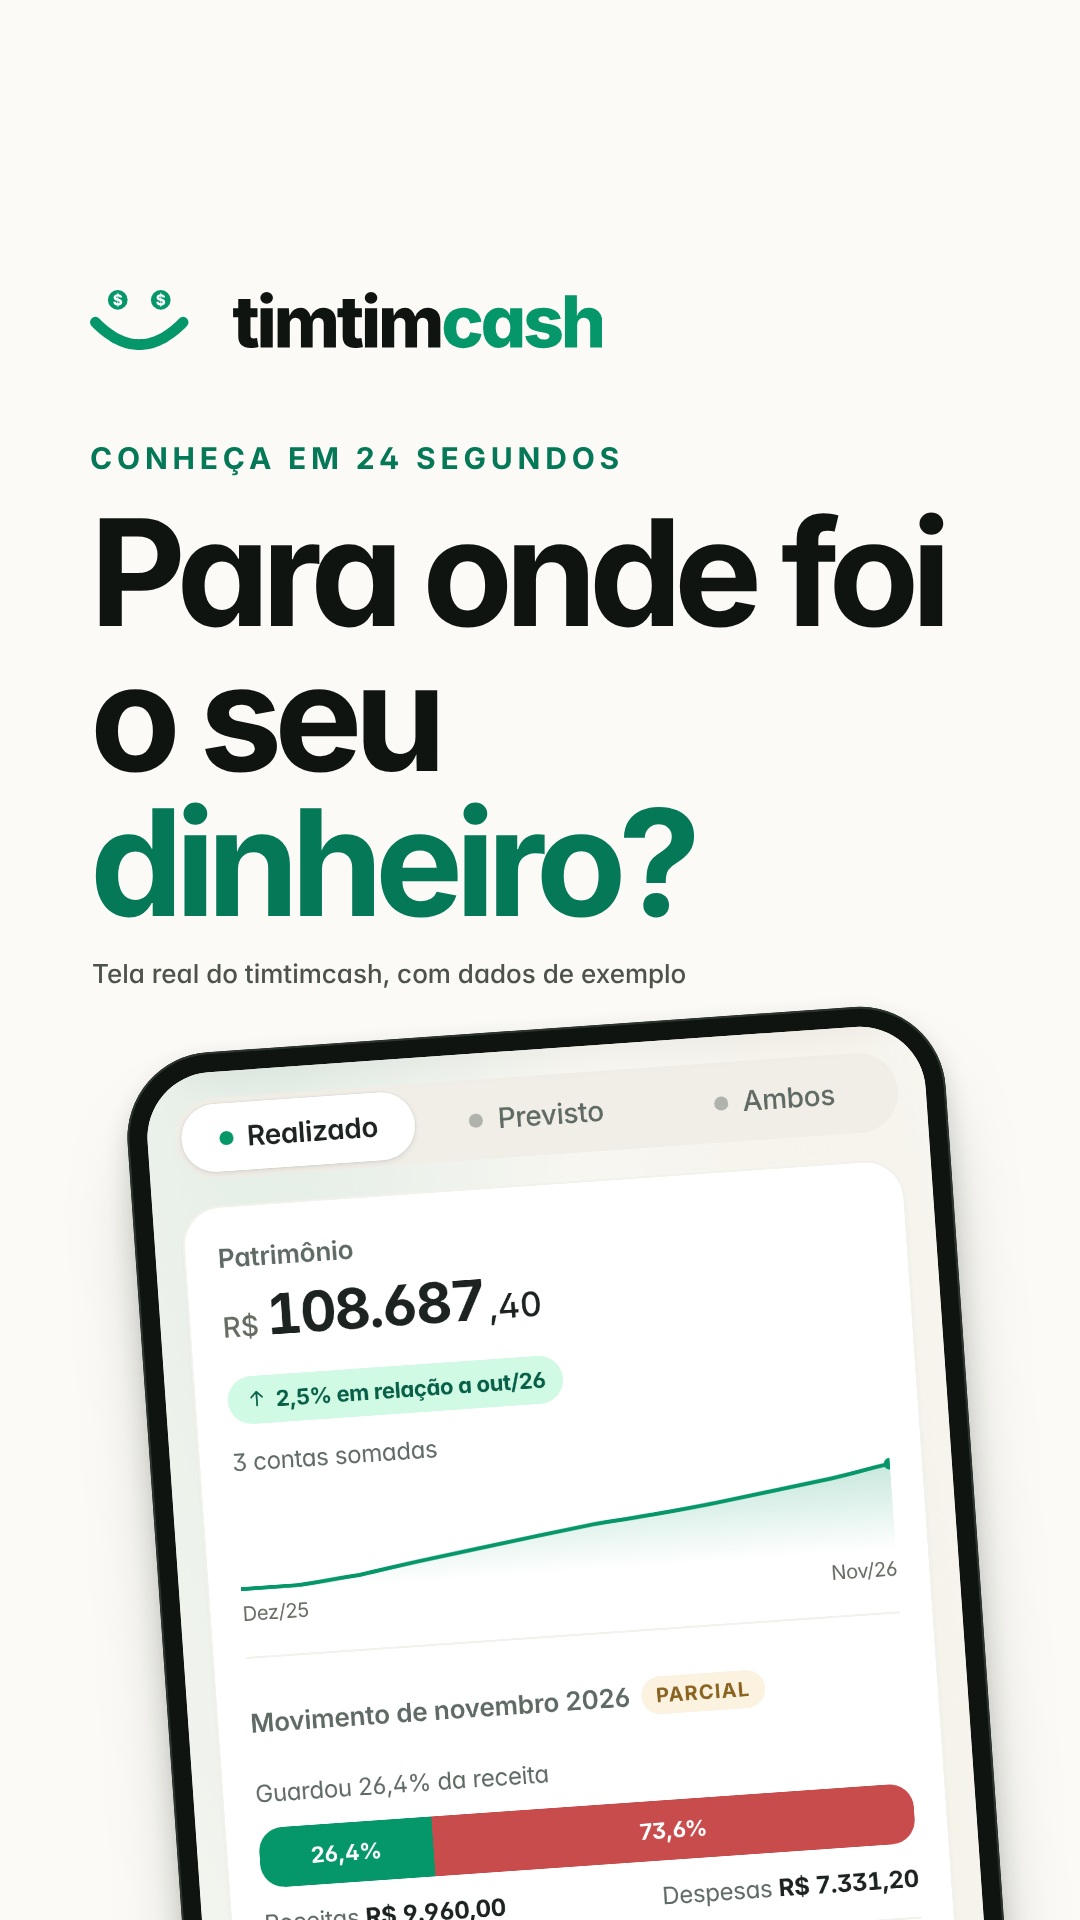 timtimcash
CONHEÇA EM 24 SEGUNDOS
Para onde foi
o seu
dinheiro?
Tela real do timtimcash, com dados de exemplo
Realizado Previsto Ambos
Patrimônio
R$ 108.687,40
↑ 2,5% em relação a out/26
3 contas somadas
Dez/25 Nov/26
Movimento de novembro 2026 PARCIAL
Guardou 26,4% da receita
26,4% 73,6%
Receitas R$ 9.960,00 Despesas R$ 7.331,20